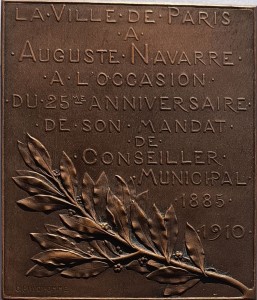 LA VILLE DE PARIS
A
AUGUSTE NAVARRE
A L'OCCASION
DU 25ME ANNIVERSAIRE
DE SON MANDAT
DE
CONSEILLER
MUNICIPAL
1885
1910